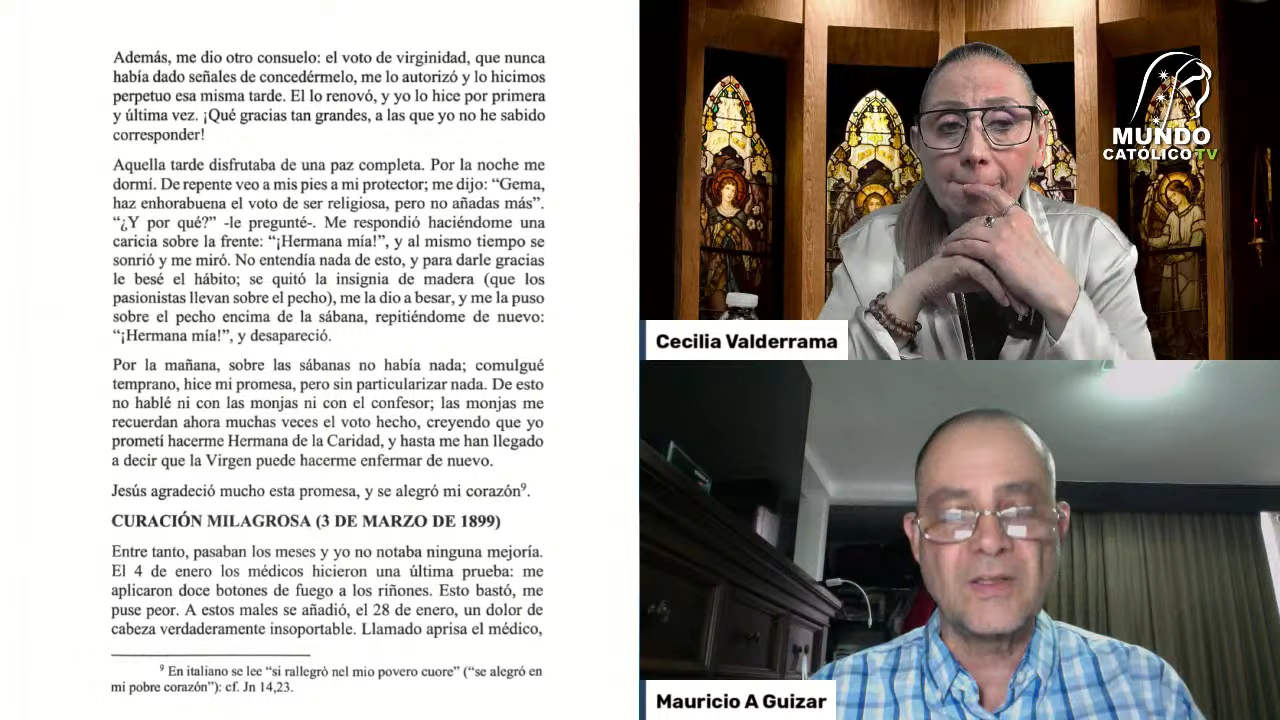 Además, me dio otro consuelo: el voto de virginidad, que nunca
había dado señales de concedérmelo, me lo autorizó y lo hicimos
perpetuo esa misma tarde. El lo renovó, y yo lo hice por primera
y última vez. ¡Qué gracias tan grandes, a las que yo no he sabido
corresponder!
Aquella tarde disfrutaba de una paz completa. Por la noche me
dormí. De repente veo a mis pies a mi protector; me dijo: “Gema,
haz enhorabuena el voto de ser religiosa, pero no añadas más”.
“¿Y por qué?” -le pregunté-. Me respondió haciéndome una
caricia sobre la frente: “¡Hermana mía!”, y al mismo tiempo se
sonrió y me miró. No entendía nada de esto, y para darle gracias
le besé el hábito; se quitó la insignia de madera (que los
pasionistas llevan sobre el pecho), me la dio a besar, y me la puso
sobre el pecho encima de la sábana, repitiéndome de nuevo:
“¡Hermana mía!”, y desapareció.
Por la mañana, sobre las sábanas no había nada; comulgué
temprano, hice mi promesa, pero sin particularizar nada. De esto
no hablé ni con las monjas ni con el confesor; las monjas me
recuerdan ahora muchas veces el voto hecho, creyendo que yo
prometí hacerme Hermana de la Caridad, y hasta me han llegado
a decir que la Virgen puede hacerme enfermar de nuevo.
Jesús agradeció mucho esta promesa, y se alegró mi corazón⁹.
CURACIÓN MILAGROSA (3 DE MARZO DE 1899)
Entre tanto, pasaban los meses y yo no notaba ninguna mejoría.
El 4 de enero los médicos hicieron una última prueba: me
aplicaron doce botones de fuego a los riñones. Esto bastó, me
puse peor. A estos males se añadió, el 28 de enero, un dolor de
cabeza verdaderamente insoportable. Llamado aprisa el médico,
⁹ En italiano se lee “si rallegrò nel mio povero cuore” (“se alegró en
mi pobre corazón”): cf. Jn 14,23.
MUNDO
CATÓLICO TV
Cecilia Valderrama
Mauricio A Guizar